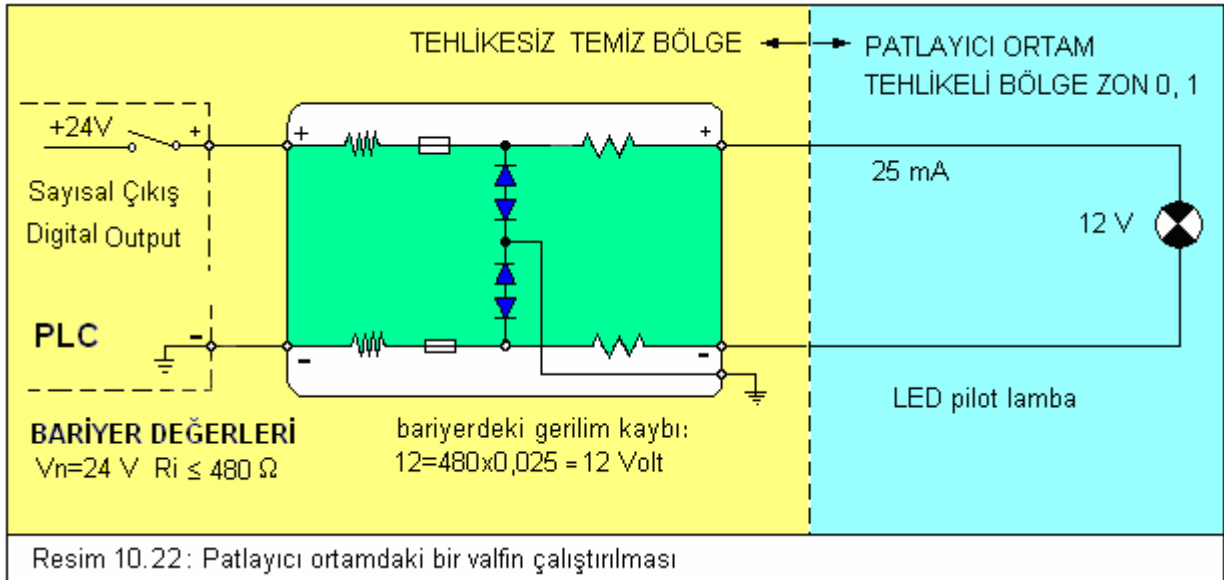 TEHLİKESİZ TEMİZ BÖLGE
PATLAYICI ORTAM
TEHLİKELİ BÖLGE ZON 0, 1
+24V
+
+
+
Sayısal Çıkış
Digital Output
25 mA
12 V
PLC
-
-
-
LED pilot lamba
BARİYER DEĞERLERİ
Vn=24 V Ri ≤ 480 Ω
bariyerdeki gerilim kaybı:
12=480x0,025 = 12 Volt
Resim 10.22: Patlayıcı ortamdaki bir valfin çalıştırılması